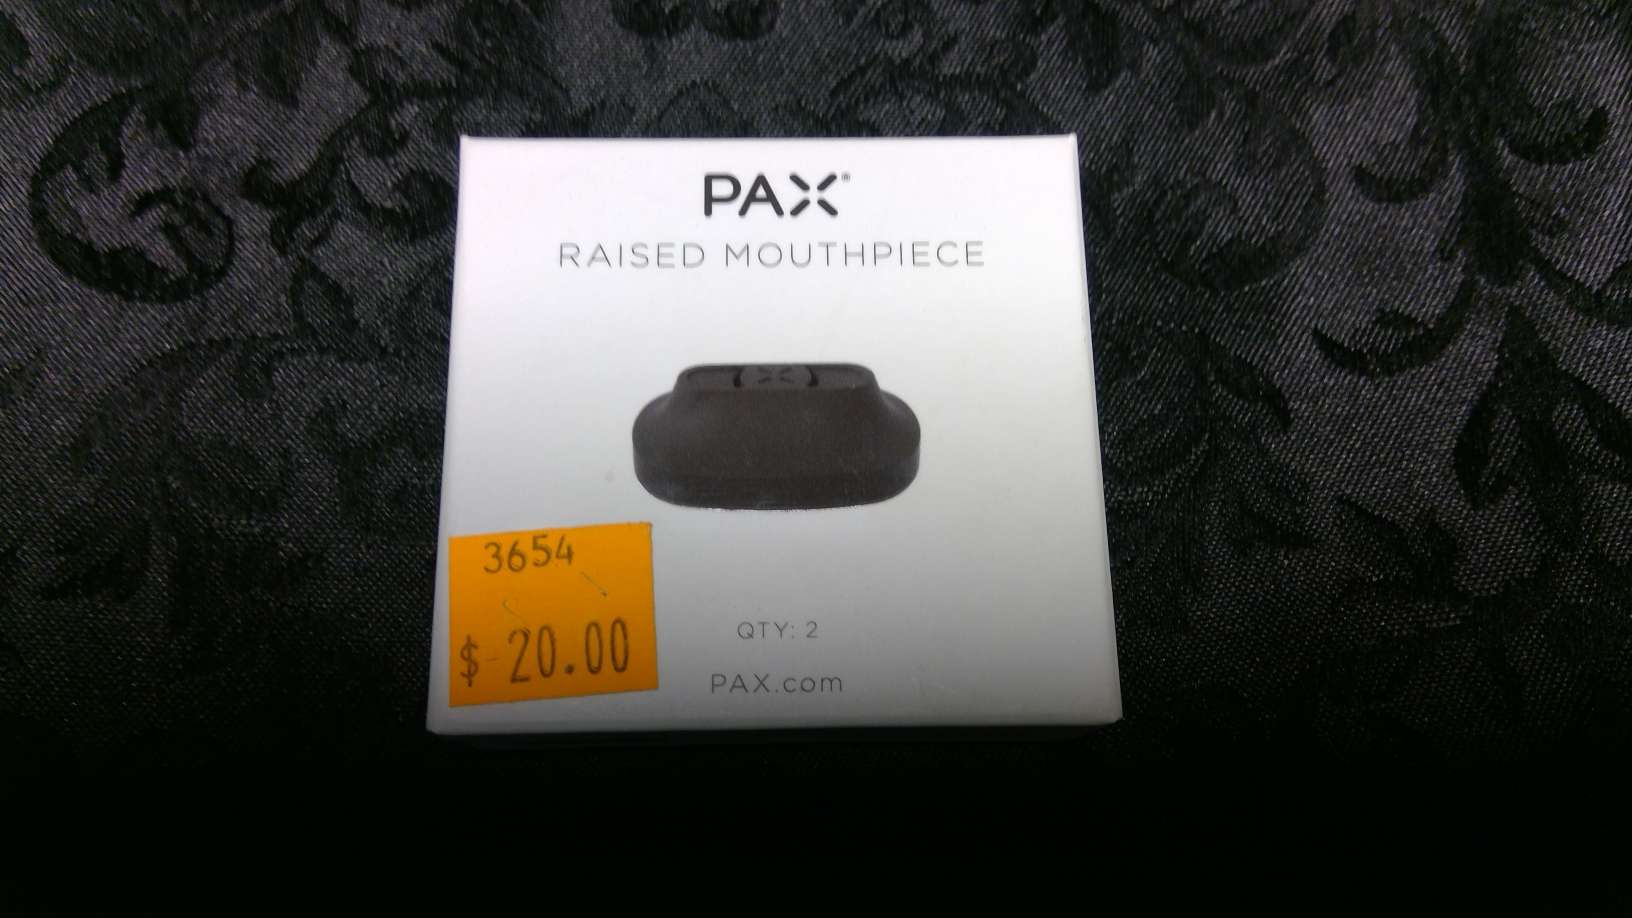 PAX®
RAISED MOUTHPIECE
3654
$ 20.00
QTY: 2
PAX.com